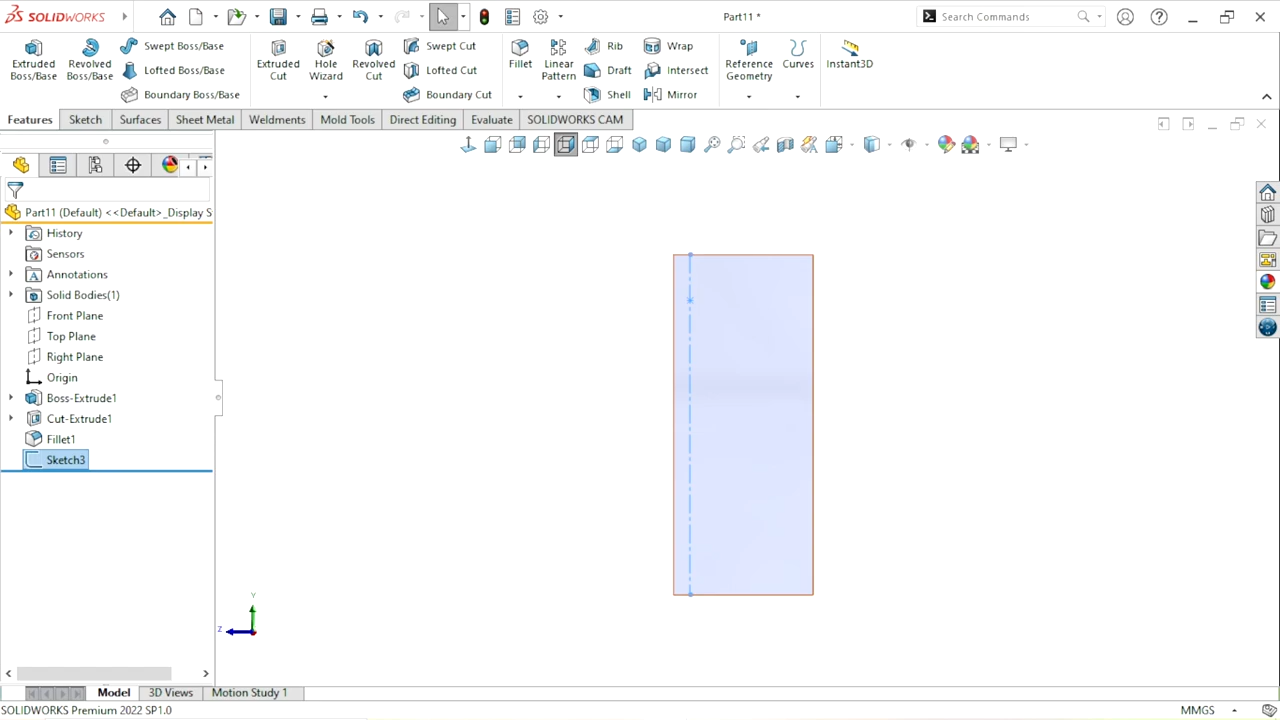 SOLIDWORKS
Part11 *
Search Commands
Extruded Boss/Base
Revolved Boss/Base
Swept Boss/Base
Lofted Boss/Base
Boundary Boss/Base
Extruded Cut
Hole Wizard
Revolved Cut
Swept Cut
Lofted Cut
Boundary Cut
Fillet
Linear Pattern
Rib
Draft
Shell
Wrap
Intersect
Mirror
Reference Geometry
Curves
Instant3D
Features
Sketch
Surfaces
Sheet Metal
Weldments
Mold Tools
Direct Editing
Evaluate
SOLIDWORKS CAM
Part11 (Default) <<Default>_Display S
History
Sensors
Annotations
Solid Bodies(1)
Front Plane
Top Plane
Right Plane
Origin
Boss-Extrude1
Cut-Extrude1
Fillet1
Sketch3
Y
Z
Model
3D Views
Motion Study 1
SOLIDWORKS Premium 2022 SP1.0
MMGS